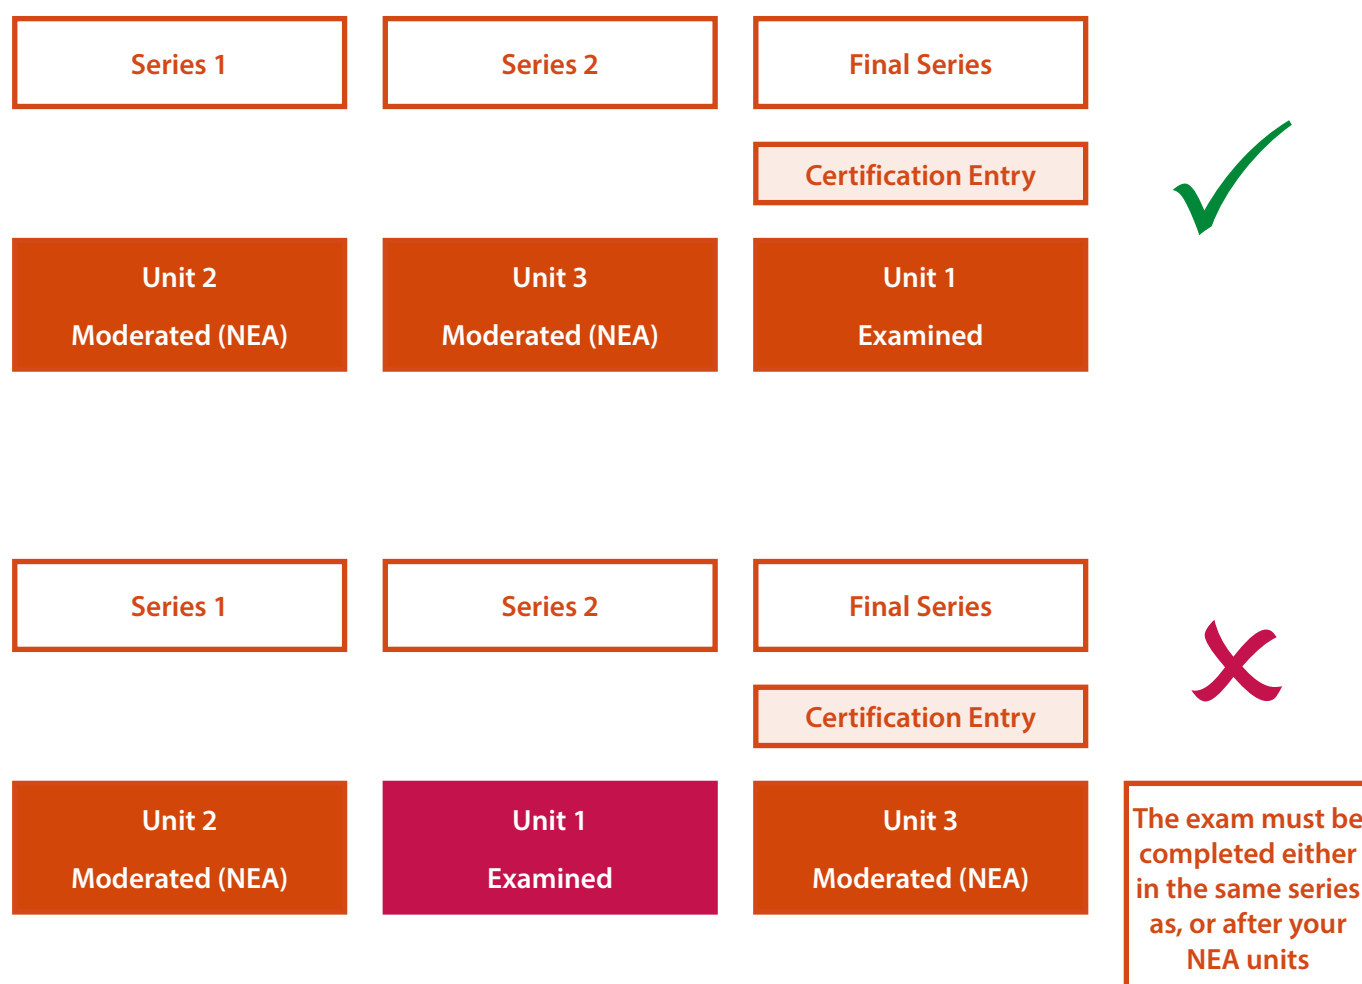 Series 1
Series 2
Final Series
Certification Entry
Unit 2
Moderated (NEA)
Unit 3
Moderated (NEA)
Unit 1
Examined
Series 1
Series 2
Final Series
Certification Entry
Unit 2
Moderated (NEA)
Unit 1
Examined
Unit 3
Moderated (NEA)
The exam must be
completed either
in the same series
as, or after your
NEA units